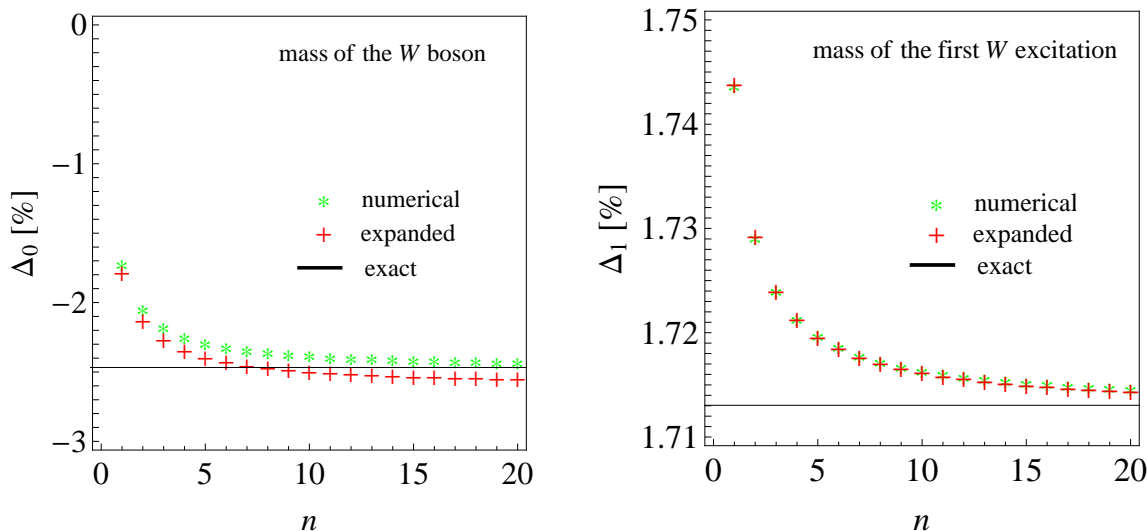 mass of the W boson
0
−1
−2
−3
Δ0 [%]
* numerical
+ expanded
exact
0 5 10 15 20
n
mass of the first W excitation
1.75
1.74
1.73
1.72
1.71
Δ1 [%]
* numerical
+ expanded
exact
0 5 10 15 20
n